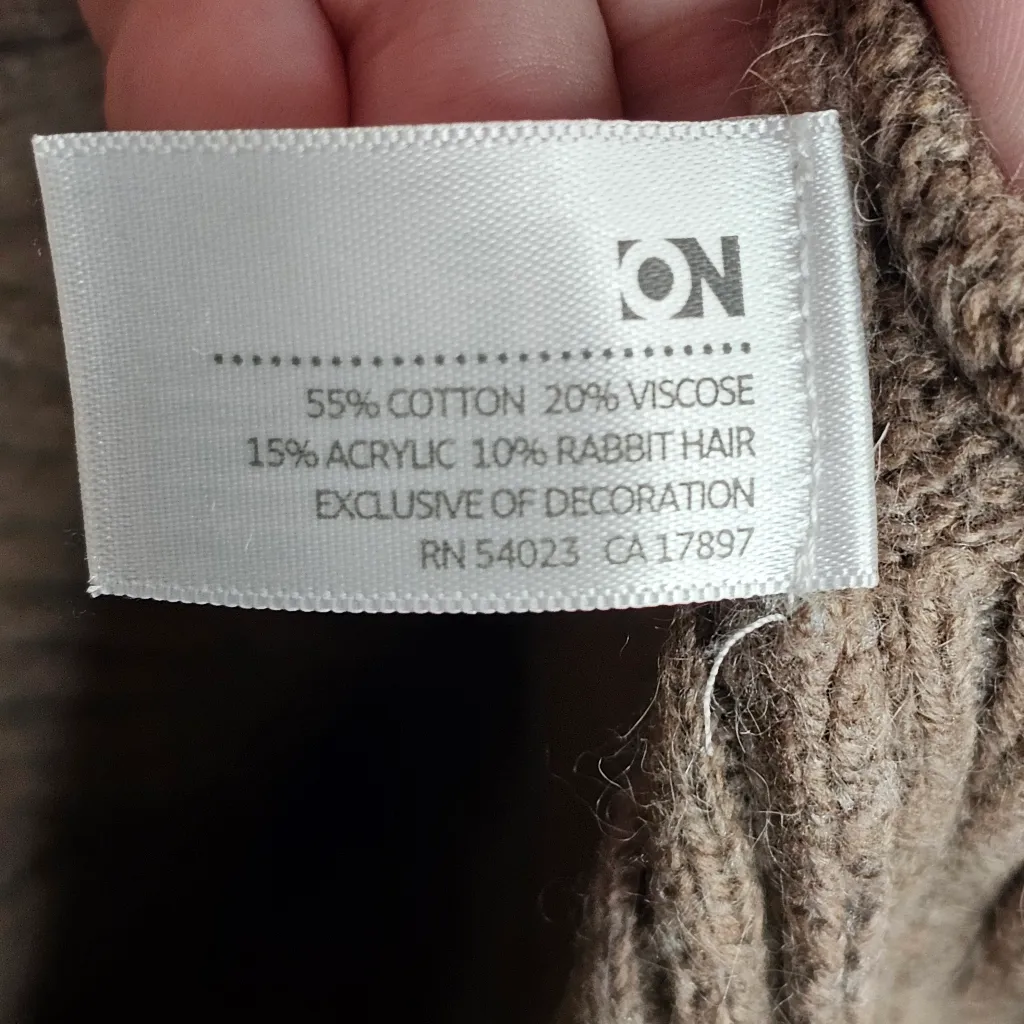 ON
55% COTTON 20% VISCOSE
15% ACRYLIC 10% RABBIT HAIR
EXCLUSIVE OF DECORATION
RN 54023 CA 17897